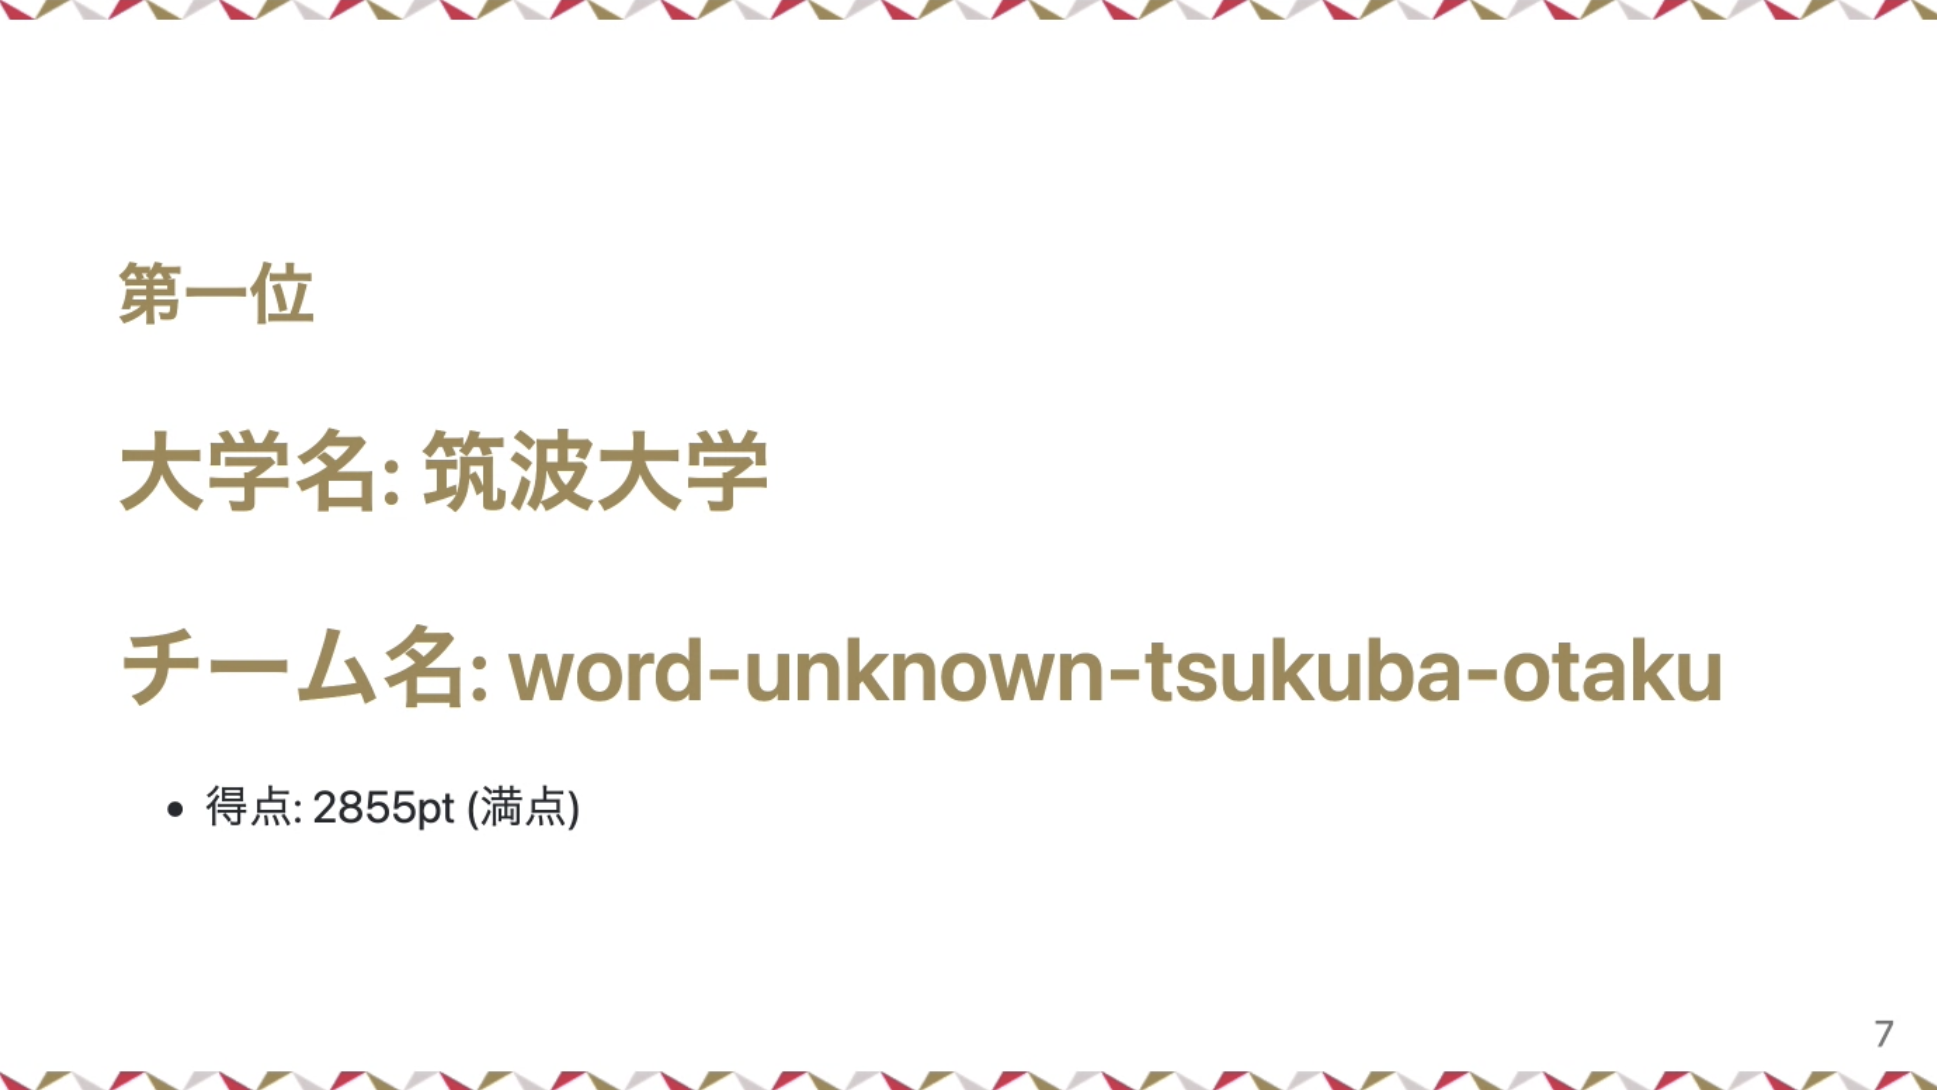 第一位
大学名: 筑波大学
チーム名: word-unknown-tsukuba-otaku
• 得点: 2855pt (満点)
7